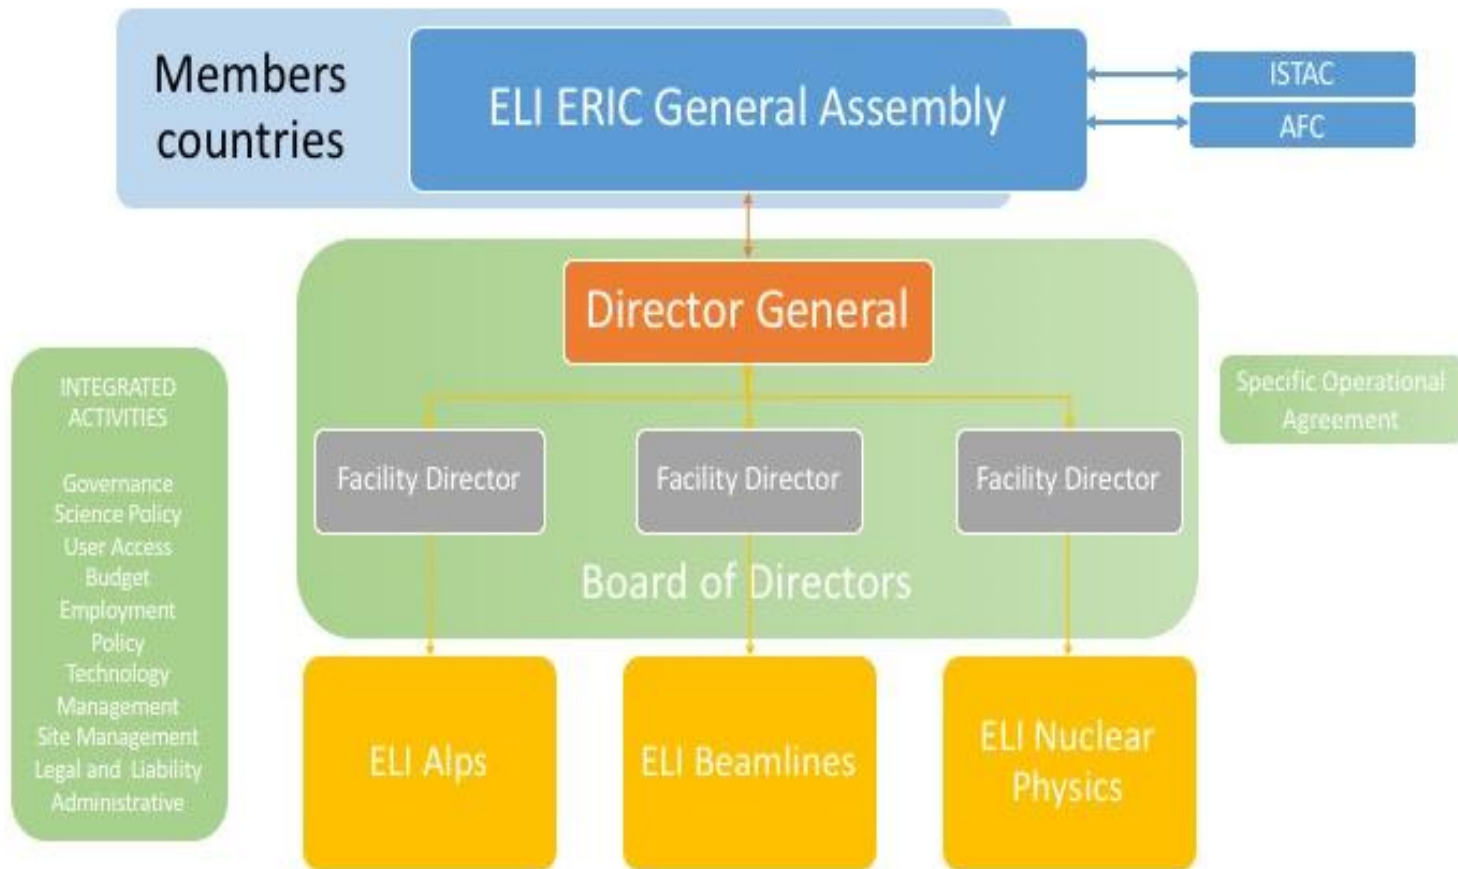 Members
countries
ELI ERIC General Assembly
ISTAC
AFC
Director General
INTEGRATED
ACTIVITIES
Governance
Science Policy
User Access
Budget
Employment
Policy
Technology
Management
Site Management
Legal and Liability
Administrative
Specific Operational
Agreement
Facility Director
Facility Director
Facility Director
Board of Directors
ELI Alps
ELI Beamlines
ELI Nuclear
Physics